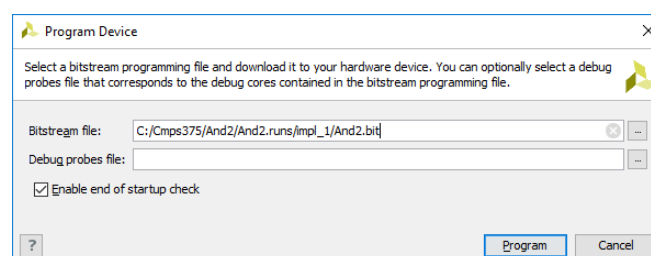 Program Device
Select a bitstream programming file and download it to your hardware device. You can optionally select a debug
probes file that corresponds to the debug cores contained in the bitstream programming file.
Bitstream file: C:/Cmps375/And2/And2.runs/impl_1/And2.bit ...
Debug probes file: ...
Enable end of startup check
? Program Cancel